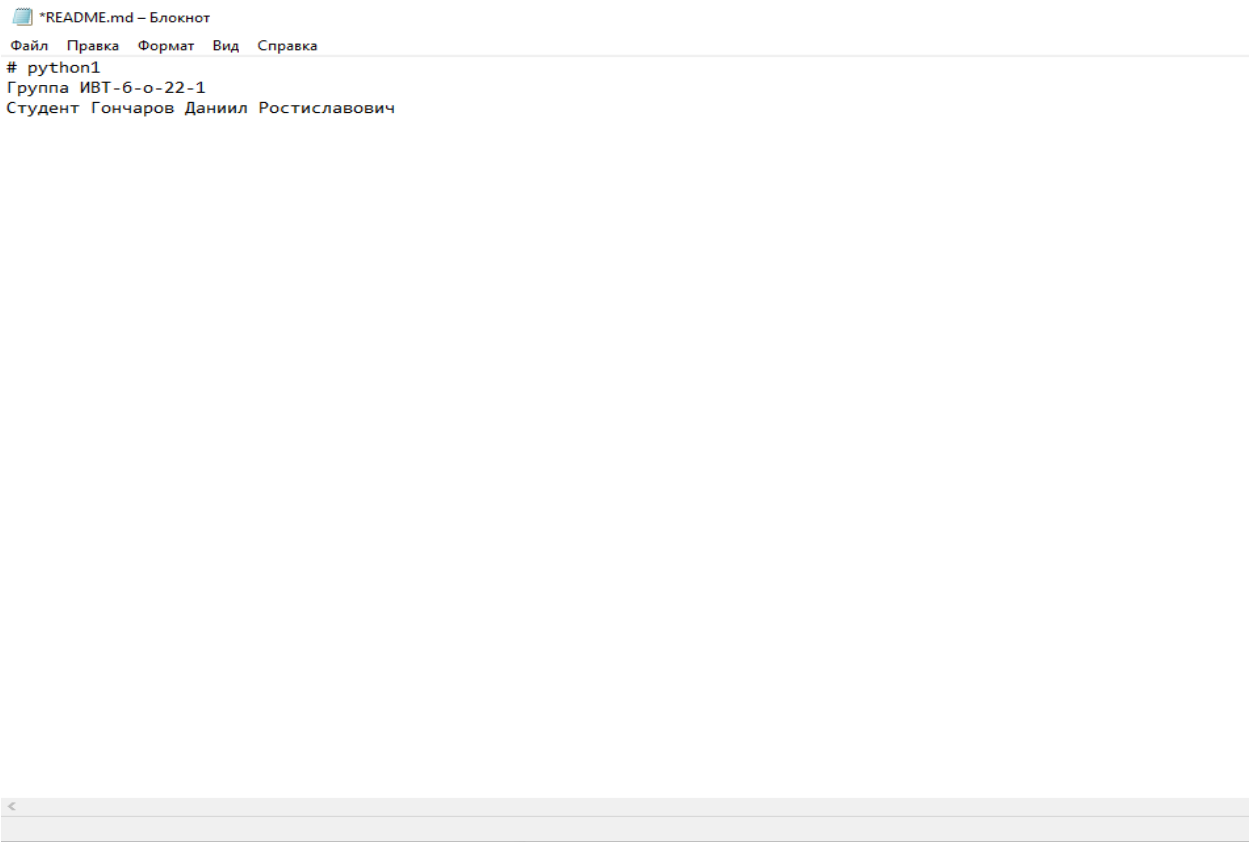 *README.md – Блокнот
Файл Правка Формат Вид Справка
# python1
Группа ИВТ-б-о-22-1
Студент Гончаров Даниил Ростиславович